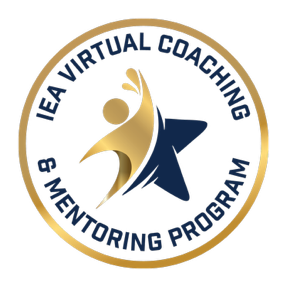 IEA VIRTUAL COACHING
& MENTORING PROGRAM